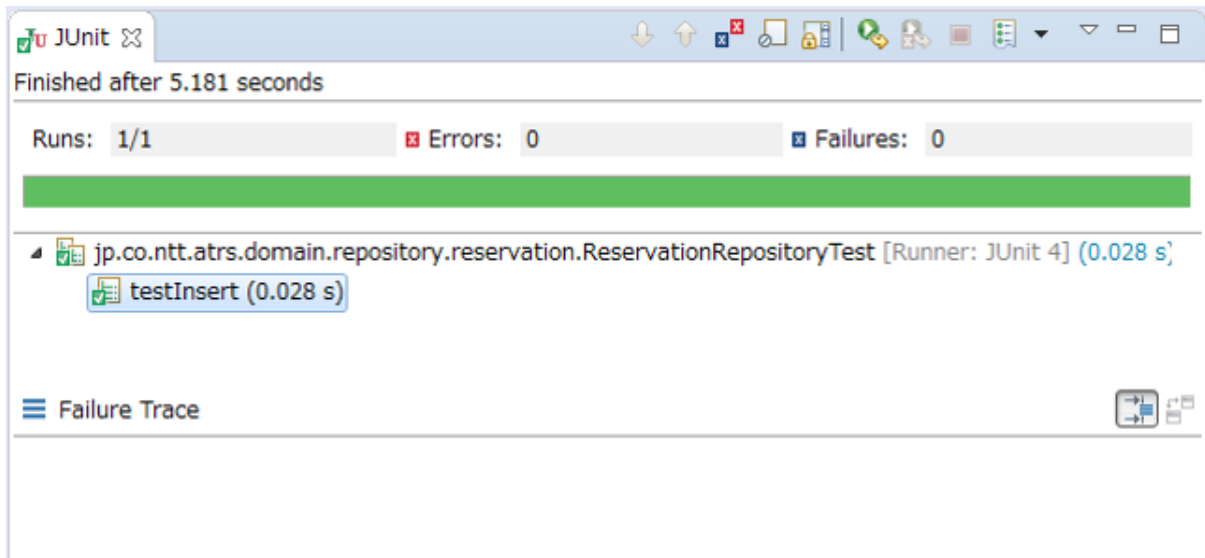 JUnit
Finished after 5.181 seconds
Runs: 1/1 Errors: 0 Failures: 0
jp.co.ntt.atrs.domain.repository.reservation.ReservationRepositoryTest [Runner: JUnit 4] (0.028 s)
testInsert (0.028 s)
Failure Trace